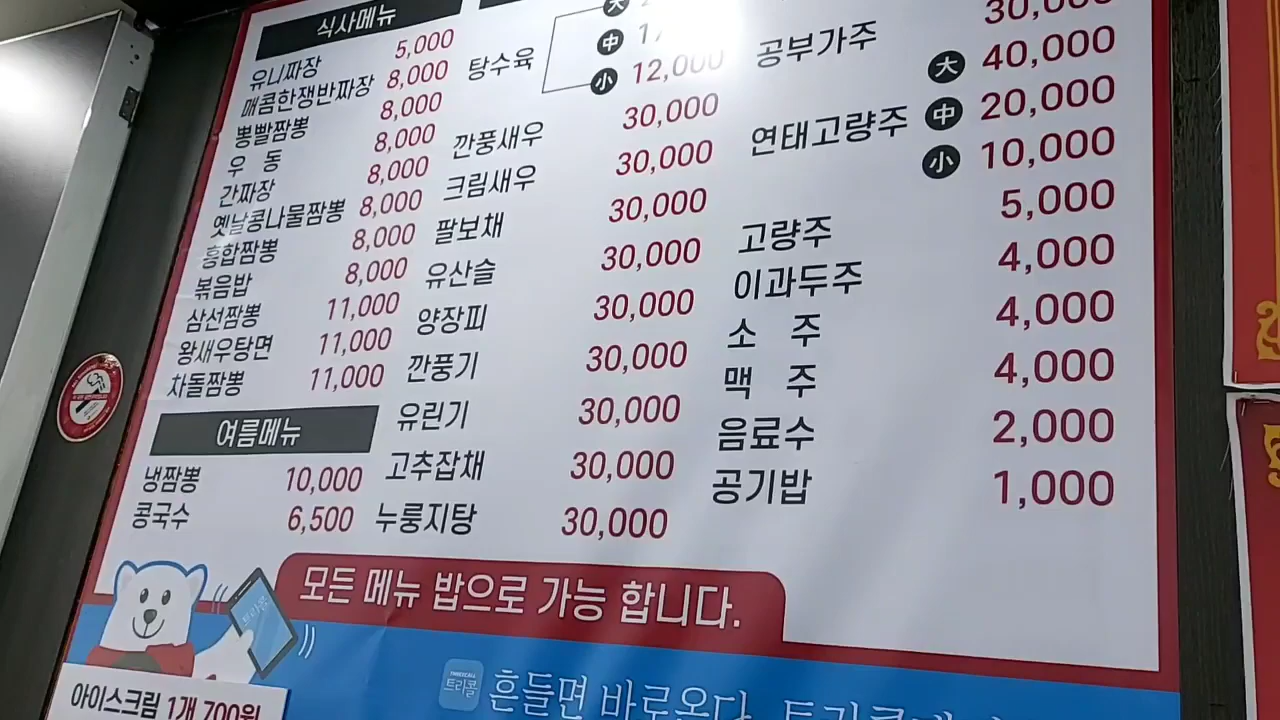 식사메뉴
유니짜장 5,000
매콤한쟁반짜장 8,000
뽕빨짬뽕 8,000
우 동 8,000
간짜장 8,000
옛날콩나물짬뽕 8,000
홍합짬뽕 8,000
볶음밥 8,000
삼선짬뽕 11,000
왕새우탕면 11,000
차돌짬뽕 11,000
여름메뉴
냉짬뽕 10,000
콩국수 6,500
탕수육 大
中
小 12,000
깐풍새우 30,000
크림새우 30,000
팔보채 30,000
유산슬 30,000
양장피 30,000
깐풍기 30,000
유린기 30,000
고추잡채 30,000
누룽지탕 30,000
공부가주 30,000
연태고량주 大 40,000
中 20,000
小 10,000
고량주 5,000
이과두주 4,000
소 주 4,000
맥 주 4,000
음료수 2,000
공기밥 1,000
모든 메뉴 밥으로 가능 합니다.
트리콜
흔들면 바로온다
아이스크림 1개 700원